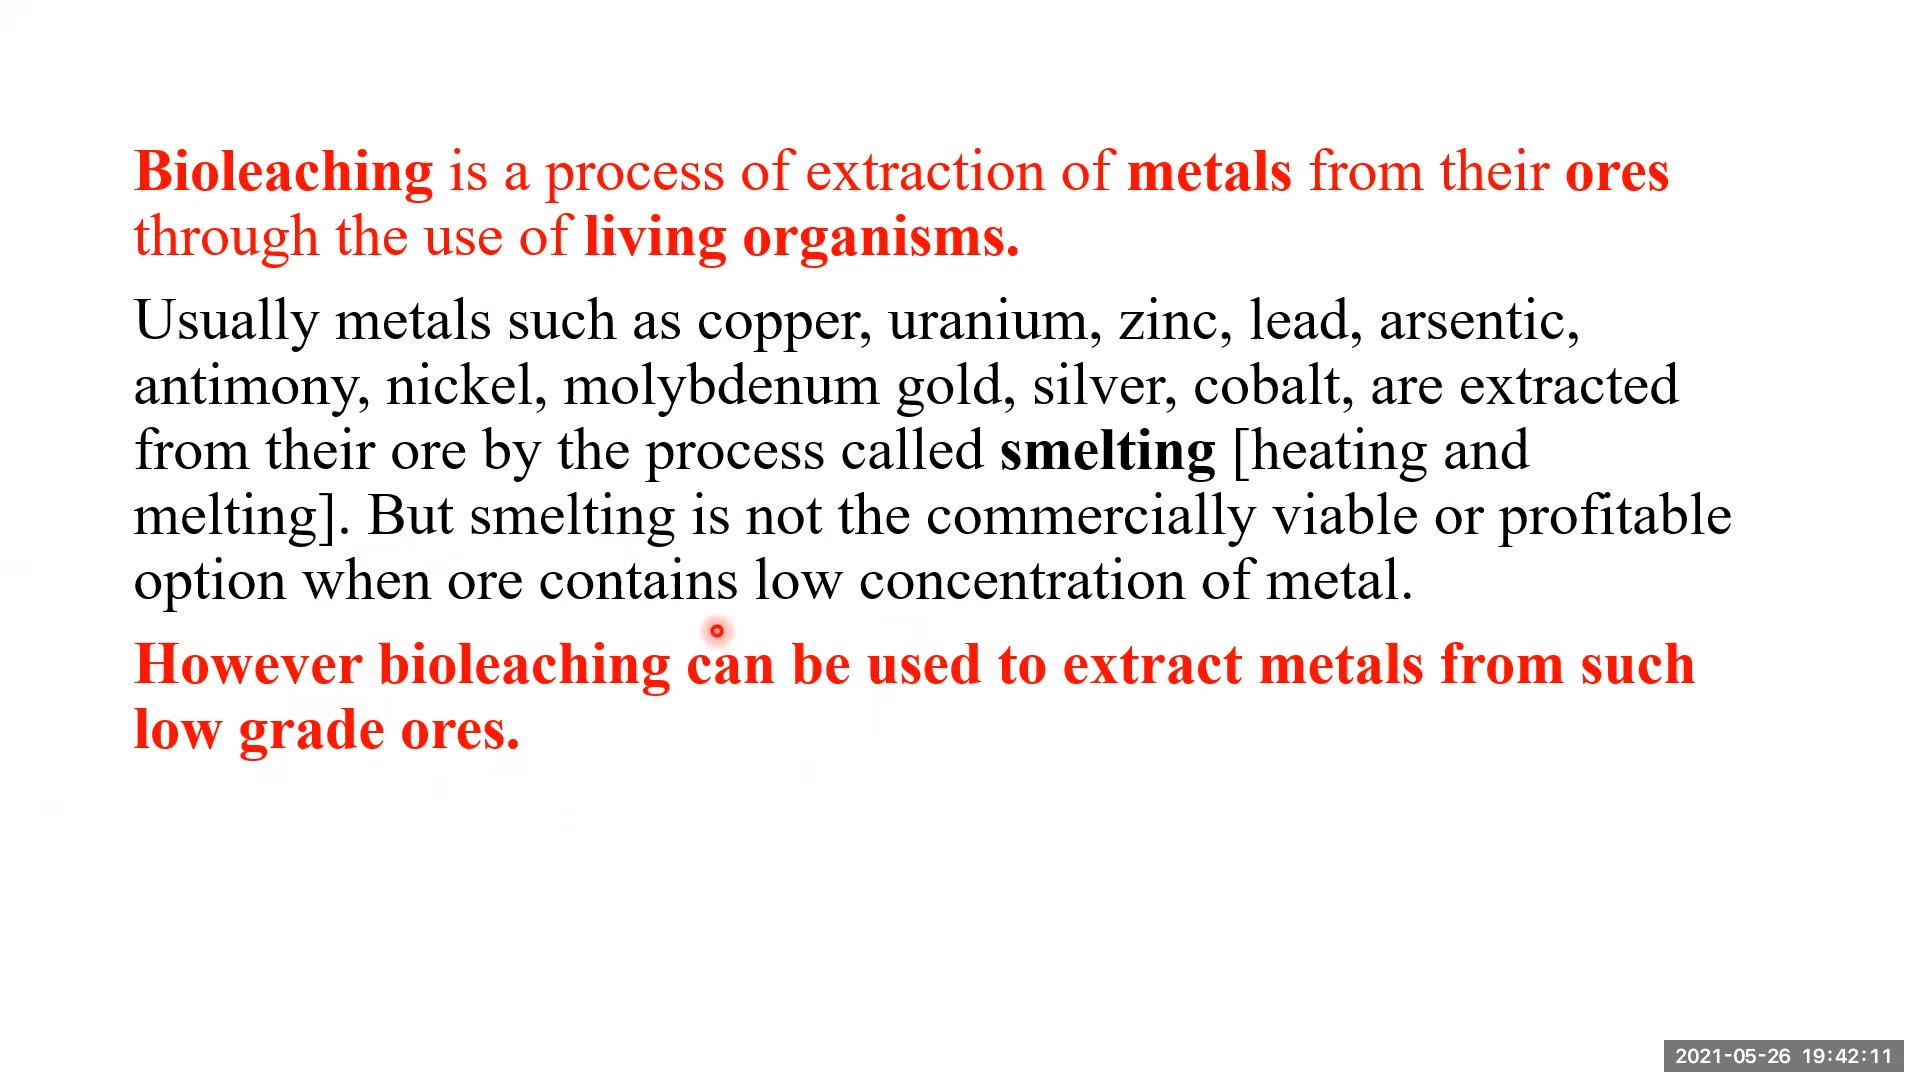 Bioleaching is a process of extraction of metals from their ores
through the use of living organisms.
Usually metals such as copper, uranium, zinc, lead, arsentic,
antimony, nickel, molybdenum gold, silver, cobalt, are extracted
from their ore by the process called smelting [heating and
melting]. But smelting is not the commercially viable or profitable
option when ore contains low concentration of metal.
However bioleaching can be used to extract metals from such
low grade ores.
2021-05-26 19:42:11